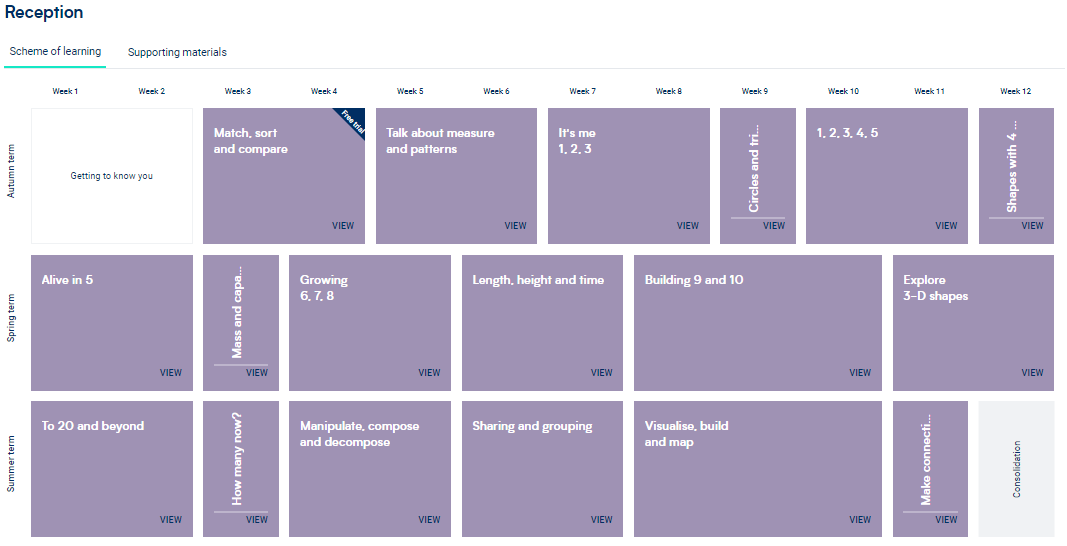 Reception
Scheme of learning
Supporting materials
Week 1
Week 2
Week 3
Week 4
Week 5
Week 6
Week 7
Week 8
Week 9
Week 10
Week 11
Week 12
Autumn term
Getting to know you
Match, sort
and compare
Free trial
VIEW
Talk about measure
and patterns
VIEW
It's me
1, 2, 3
VIEW
Circles and tri...
VIEW
1, 2, 3, 4, 5
VIEW
Shapes with 4 ...
VIEW
Spring term
Alive in 5
VIEW
Mass and capa...
VIEW
Growing
6, 7, 8
VIEW
Length, height and time
VIEW
Building 9 and 10
VIEW
Explore
3-D shapes
VIEW
Summer term
To 20 and beyond
VIEW
How many now?
VIEW
Manipulate, compose
and decompose
VIEW
Sharing and grouping
VIEW
Visualise, build
and map
VIEW
Make connecti...
VIEW
Consolidation